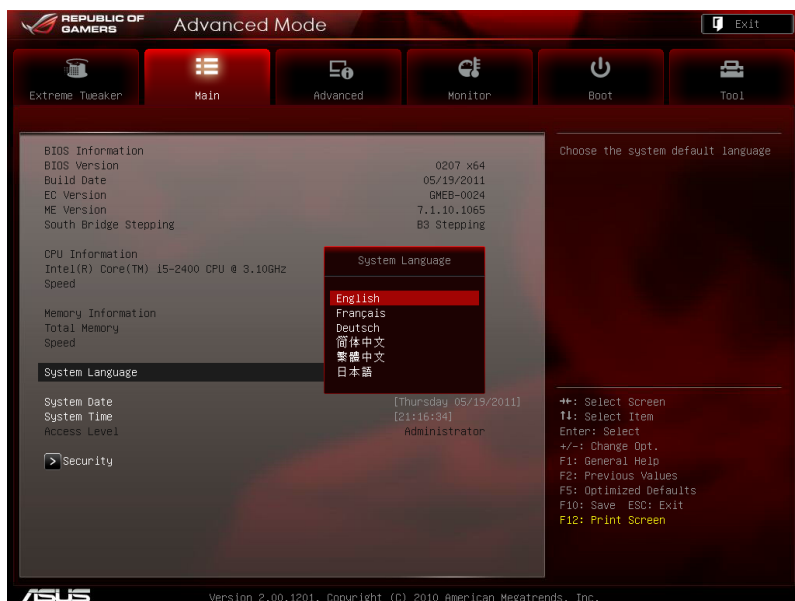 REPUBLIC OF
GAMERS
Advanced Mode
Exit
Extreme Tweaker
Main
Advanced
Monitor
Boot
Tool
BIOS Information
BIOS Version 0207 x64
Build Date 05/19/2011
EC Version GMEB-0024
ME Version 7.1.10.1065
South Bridge Stepping B3 Stepping
CPU Information
Intel(R) Core(TM) i5-2400 CPU @ 3.10GHz
Speed
Memory Information
Total Memory
Speed
System Language
System Language
English
Français
Deutsch
简体中文
繁體中文
日本語
System Date [Thursday 05/19/2011]
System Time [21:16:34]
Access Level Administrator
> Security
Choose the system default language
→←: Select Screen
↑↓: Select Item
Enter: Select
+/-: Change Opt.
F1: General Help
F2: Previous Values
F5: Optimized Defaults
F10: Save ESC: Exit
F12: Print Screen
ASUS
Version 2.00.1201. Copyright (C) 2010 American Megatrends, Inc.